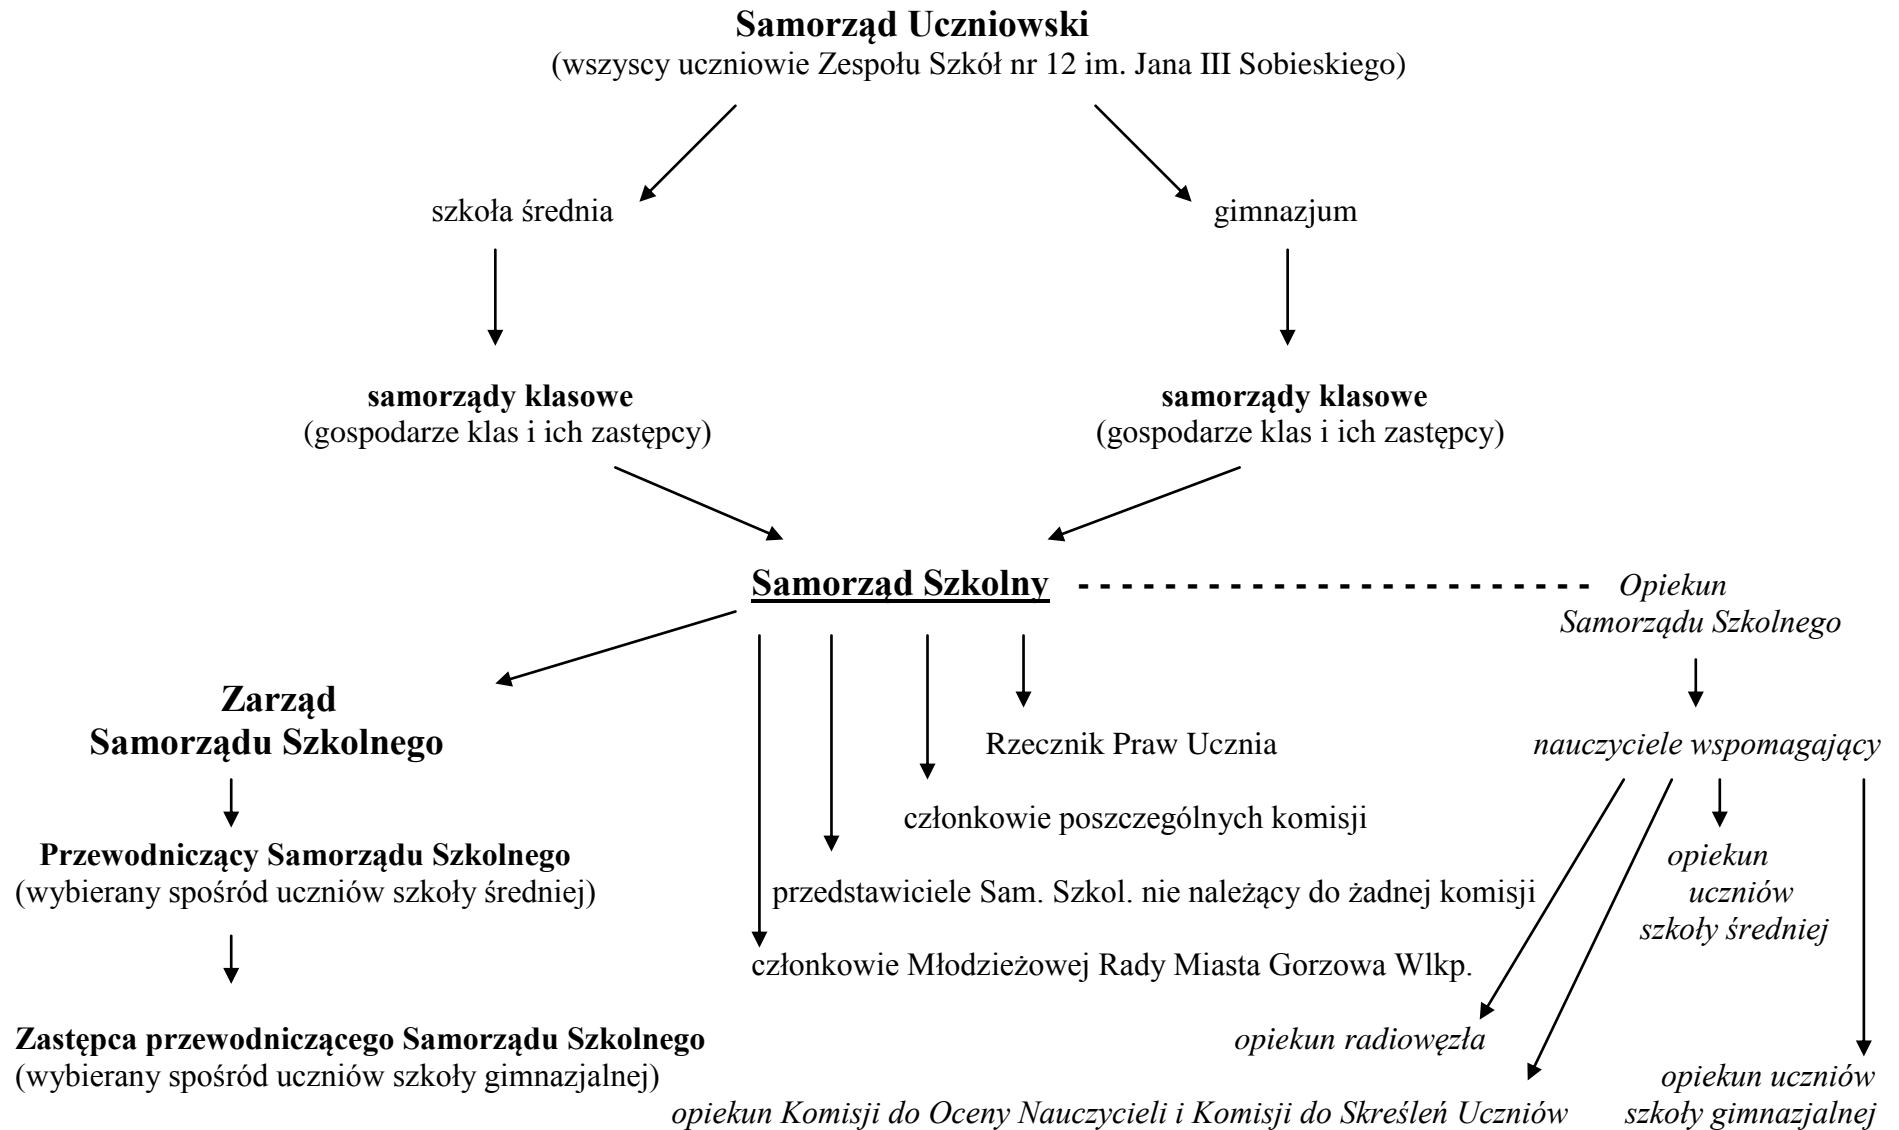 Samorząd Uczniowski
(wszyscy uczniowie Zespołu Szkół nr 12 im. Jana III Sobieskiego)
szkoła średnia
gimnazjum
samorządy klasowe
(gospodarze klas i ich zastępcy)
samorządy klasowe
(gospodarze klas i ich zastępcy)
Samorząd Szkolny
Opiekun
Samorządu Szkolnego
Zarząd
Samorządu Szkolnego
Rzecznik Praw Ucznia
nauczyciele wspomagający
członkowie poszczególnych komisji
Przewodniczący Samorządu Szkolnego
(wybierany spośród uczniów szkoły średniej)
przedstawiciele Sam. Szkol. nie należący do żadnej komisji
opiekun
uczniów
szkoły średniej
członkowie Młodzieżowej Rady Miasta Gorzowa Wlkp.
Zastępca przewodniczącego Samorządu Szkolnego
(wybierany spośród uczniów szkoły gimnazjalnej)
opiekun radiowęzła
opiekun Komisji do Oceny Nauczycieli i Komisji do Skreśleń Uczniów
opiekun uczniów
szkoły gimnazjalnej